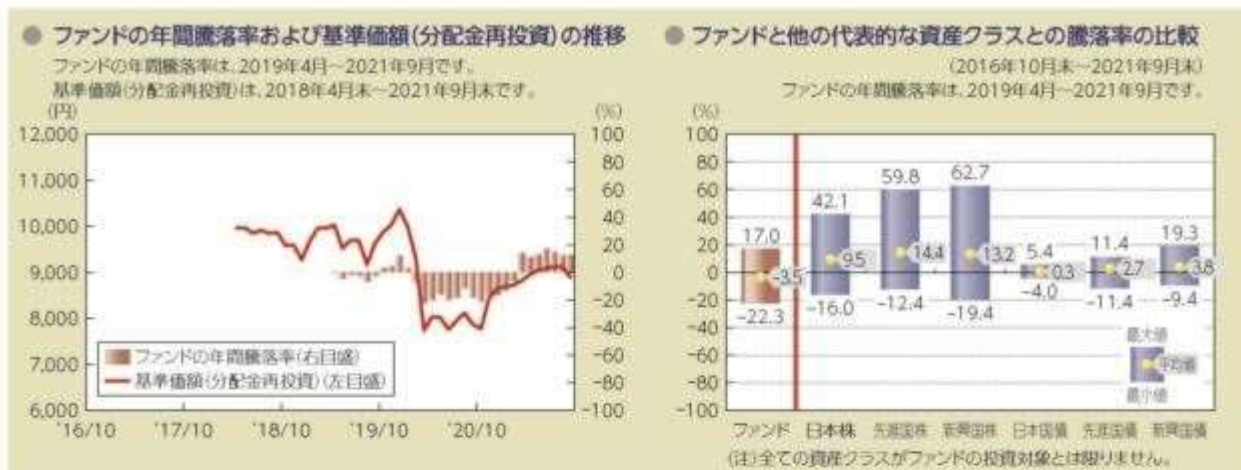 ● ファンドの年間騰落率および基準価額(分配金再投資)の推移
ファンドの年間騰落率は、2019年4月〜2021年9月です。
基準価額(分配金再投資)は、2018年4月末〜2021年9月末です。
(円)
(%)
12,000
11,000
10,000
9,000
8,000
7,000
6,000
100
80
60
40
20
0
-20
-40
-60
-80
-100
ファンドの年間騰落率(右目盛)
基準価額(分配金再投資)(左目盛)
'16/10 '17/10 '18/10 '19/10 '20/10
● ファンドと他の代表的な資産クラスとの騰落率の比較
(2016年10月末〜2021年9月末)
ファンドの年間騰落率は、2019年4月〜2021年9月です。
(%)
100
80
60
40
20
0
-20
-40
-60
-80
-100
17.0 42.1 59.8 62.7 5.4 11.4 19.3
-3.5 9.5 14.4 13.2 0.3 2.7 3.8
-22.3 -16.0 -12.4 -19.4 -4.0 -11.4 -9.4
最大値
平均値
最小値
ファンド 日本株 先進国株 新興国株 日本国債 先進国債 新興国債
(注)全ての資産クラスがファンドの投資対象とは限りません。